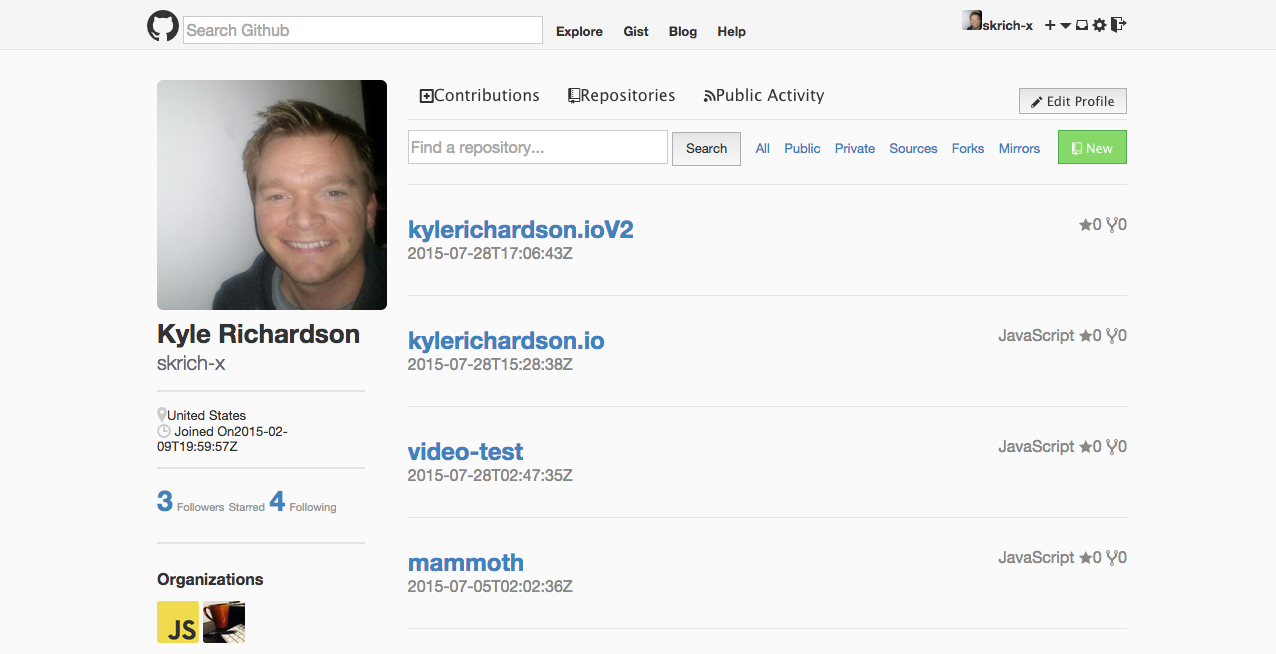 Search Github
Explore Gist Blog Help
skrich-x
Contributions Repositories Public Activity
Edit Profile
Find a repository...
Search
All Public Private Sources Forks Mirrors
New
Kyle Richardson
skrich-x
United States
Joined On2015-02-
09T19:59:57Z
3 Followers Starred 4 Following
Organizations
JS
kylerichardson.ioV2
0 0
2015-07-28T17:06:43Z
kylerichardson.io
JavaScript 0 0
2015-07-28T15:28:38Z
video-test
JavaScript 0 0
2015-07-28T02:47:35Z
mammoth
JavaScript 0 0
2015-07-05T02:02:36Z